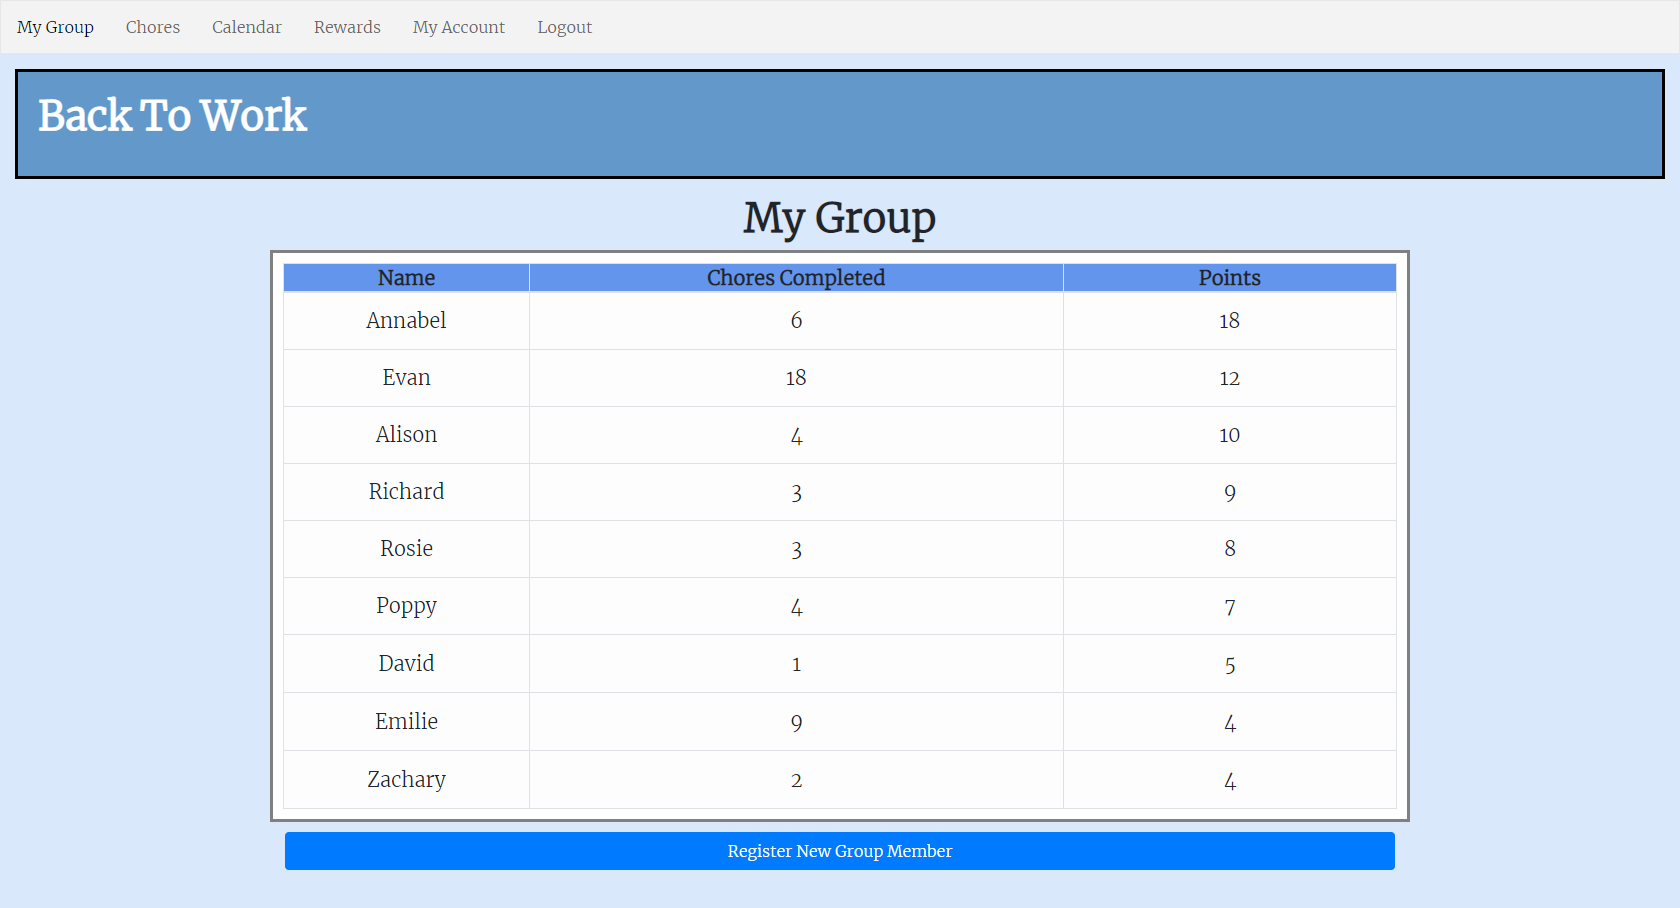 My Group Chores Calendar Rewards My Account Logout
Back To Work
My Group
Name Chores Completed Points
Annabel 6 18
Evan 18 12
Alison 4 10
Richard 3 9
Rosie 3 8
Poppy 4 7
David 1 5
Emilie 9 4
Zachary 2 4
Register New Group Member